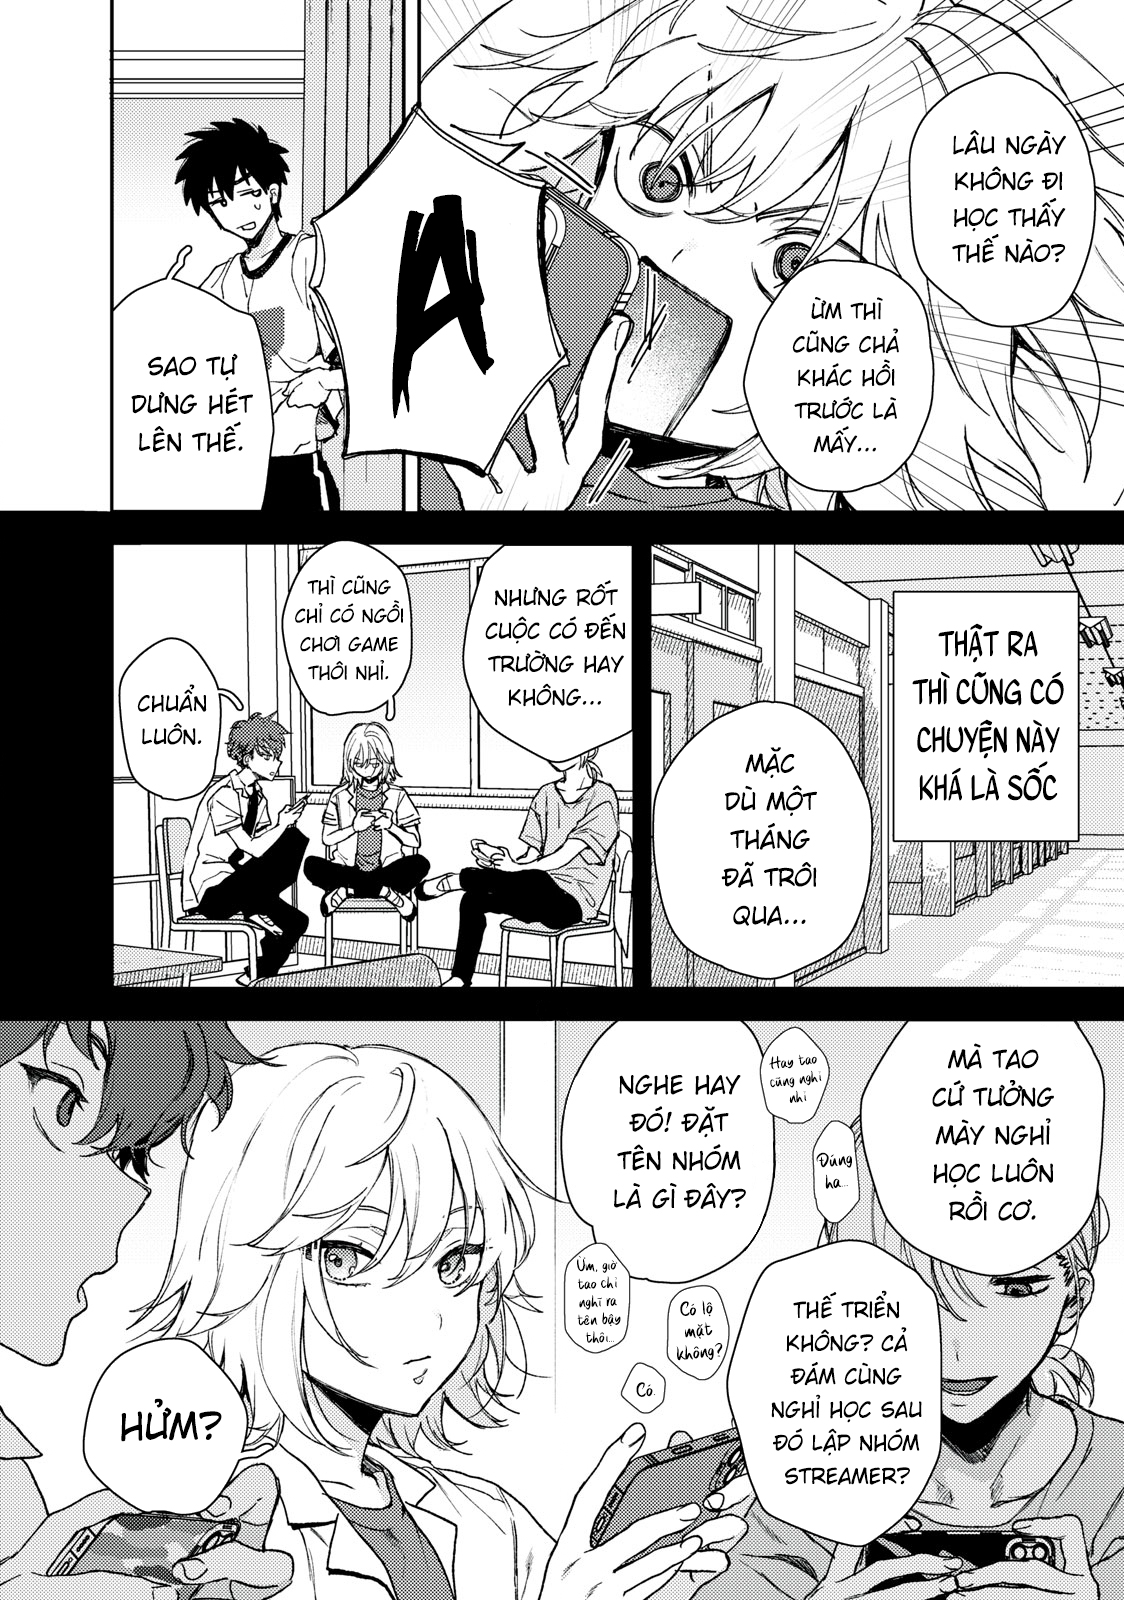 LÂU NGÀY
KHÔNG ĐI
HỌC THẤY
THẾ NÀO?
ỪM THÌ
CŨNG CHẢ
KHÁC HỒI
TRƯỚC LÀ
MẤY...
A
SAO TỰ
DƯNG HÉT
LÊN THẾ.
THẬT RA
THÌ CŨNG CÓ
CHUYỆN NÀY
KHÁ LÀ SỐC
MẶC
DÙ MỘT
THÁNG
ĐÃ TRÔI
QUA...
NHƯNG RỐT
CUỘC CÓ ĐẾN
TRƯỜNG HAY
KHÔNG...
THÌ CŨNG
CHỈ CÓ NGỒI
CHƠI GAME
THÔI NHỈ.
CHUẨN
LUÔN.
MÀ TAO
CỨ TƯỞNG
MÀY NGHỈ
HỌC LUÔN
RỒI CƠ.
Hay tao
cũng nghỉ
nhỉ
Đúng
ha...
THẾ TRIỂN
KHÔNG? CẢ
ĐÁM CÙNG
NGHỈ HỌC SAU
ĐÓ LẬP NHÓM
STREAMER?
NGHE HAY
ĐÓ! ĐẶT
TÊN NHÓM
LÀ GÌ ĐÂY?
Có lộ
mặt
không?
Có.
Ừm, giờ
tao chỉ
nghĩ ra
tên bậy
thôi...
HỬM?